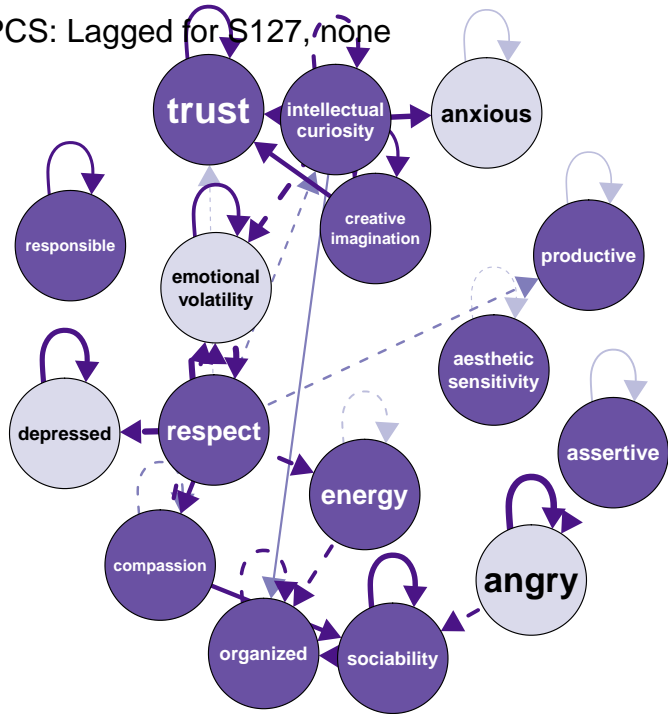 PCS: Lagged for S127, none
trust
intellectual
curiosity
anxious
responsible
creative
imagination
productive
emotional
volatility
aesthetic
sensitivity
depressed
respect
assertive
energy
compassion
angry
organized
sociability